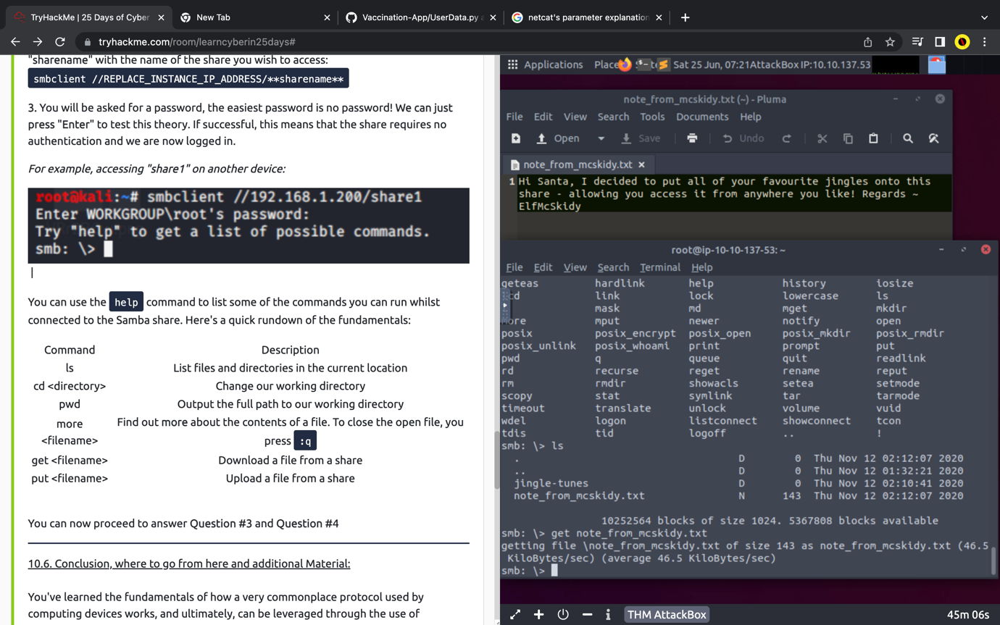 TryHackMe | 25 Days of Cyber
New Tab
Vaccination-App/UserData.py a
netcat's parameter explanation
tryhackme.com/room/learncyberin25days#
"sharename" with the name of the share you wish to access:
smbclient //REPLACE_INSTANCE_IP_ADDRESS/**sharename**
3. You will be asked for a password, the easiest password is no password! We can just
press "Enter" to test this theory. If successful, this means that the share requires no
authentication and we are now logged in.
For example, accessing "share1" on another device:
root@kali:~# smbclient //192.168.1.200/share1
Enter WORKGROUP\root's password:
Try "help" to get a list of possible commands.
smb: \>
You can use the help command to list some of the commands you can run whilst
connected to the Samba share. Here's a quick rundown of the fundamentals:
Command Description
ls List files and directories in the current location
cd <directory> Change our working directory
pwd Output the full path to our working directory
more <filename> Find out more about the contents of a file. To close the open file, you
press :q
get <filename> Download a file from a share
put <filename> Upload a file from a share
You can now proceed to answer Question #3 and Question #4
10.6. Conclusion, where to go from here and additional Material:
You've learned the fundamentals of how a very commonplace protocol used by
computing devices works, and ultimately, can be leveraged through the use of
Applications Place Sat 25 Jun, 07:21 AttackBox IP:10.10.137.53
note_from_mcskidy.txt (~) - Pluma
File Edit View Search Tools Documents Help
Open Save Undo
note_from_mcskidy.txt
1 Hi Santa, I decided to put all of your favourite jingles onto this
share - allowing you access it from anywhere you like! Regards ~
ElfMcSkidy
root@ip-10-10-137-53: ~
File Edit View Search Terminal Help
geteas hardlink help history iosize
cd link lock lowercase ls
mask md mget mkdir
more mput newer notify open
posix posix_encrypt posix_open posix_mkdir posix_rmdir
posix_unlink posix_whoami print prompt put
pwd q queue quit readlink
rd recurse reget rename reput
rm rmdir showacls setea setmode
scopy stat symlink tar tarmode
timeout translate unlock volume vuid
wdel logon listconnect showconnect tcon
tdis tid logoff .. !
smb: \> ls
. D 0 Thu Nov 12 02:12:07 2020
.. D 0 Thu Nov 12 01:32:21 2020
jingle-tunes D 0 Thu Nov 12 02:10:41 2020
note_from_mcskidy.txt N 143 Thu Nov 12 02:12:07 2020
10252564 blocks of size 1024. 5367808 blocks available
smb: \> get note_from_mcskidy.txt
getting file \note_from_mcskidy.txt of size 143 as note_from_mcskidy.txt (46.5
KiloBytes/sec) (average 46.5 KiloBytes/sec)
smb: \>
THM AttackBox
45m 06s